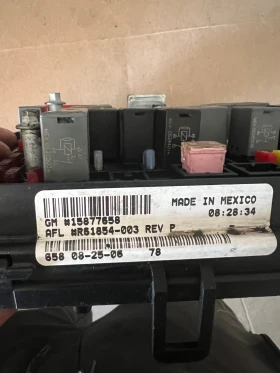 MADE IN MEXICO
GM #15877658 08:28:34
AFL #R61854-003 REV P
658 08-25-06 78